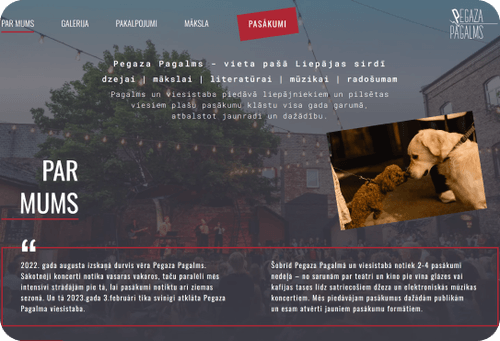 PAR MUMS GALERIJA PAKALPOJUMI MĀKSLA PASĀKUMI
PEGAZA
PAGALMS
Pegaza Pagalms – vieta pašā Liepājas sirdī
dzejai | mākslai | literatūrai | mūzikai | radošumam
Pagalms un viesistaba piedāvā liepājniekiem un pilsētas
viesiem plašu pasākumu klāstu visa gada garumā,
atbalstot jaunradi un dažādību.
PAR
MUMS
“
2022. gada augusta izskaņā durvis vēra Pegaza Pagalms.
Sākotnēji koncerti notika vasaras vakaros, taču paralēli mēs
intensīvi strādājām pie tā, lai pasākumi notiktu arī ziemas
sezonā. Un tā 2023.gada 3.februārī tika svinīgi atklāta Pegaza
Pagalma viesistaba.
Šobrīd Pegaza Pagalmā un viesistabā notiek 2-4 pasākumi
nedēļā – no sarunām par teātri un kino pie vīna glāzes vai
kafijas tases līdz satriecošiem džeza un elektroniskās mūzikas
koncertiem. Mēs piedāvājam pasākumus dažādām publikām
un esam atvērti jauniem pasākumu formātiem.